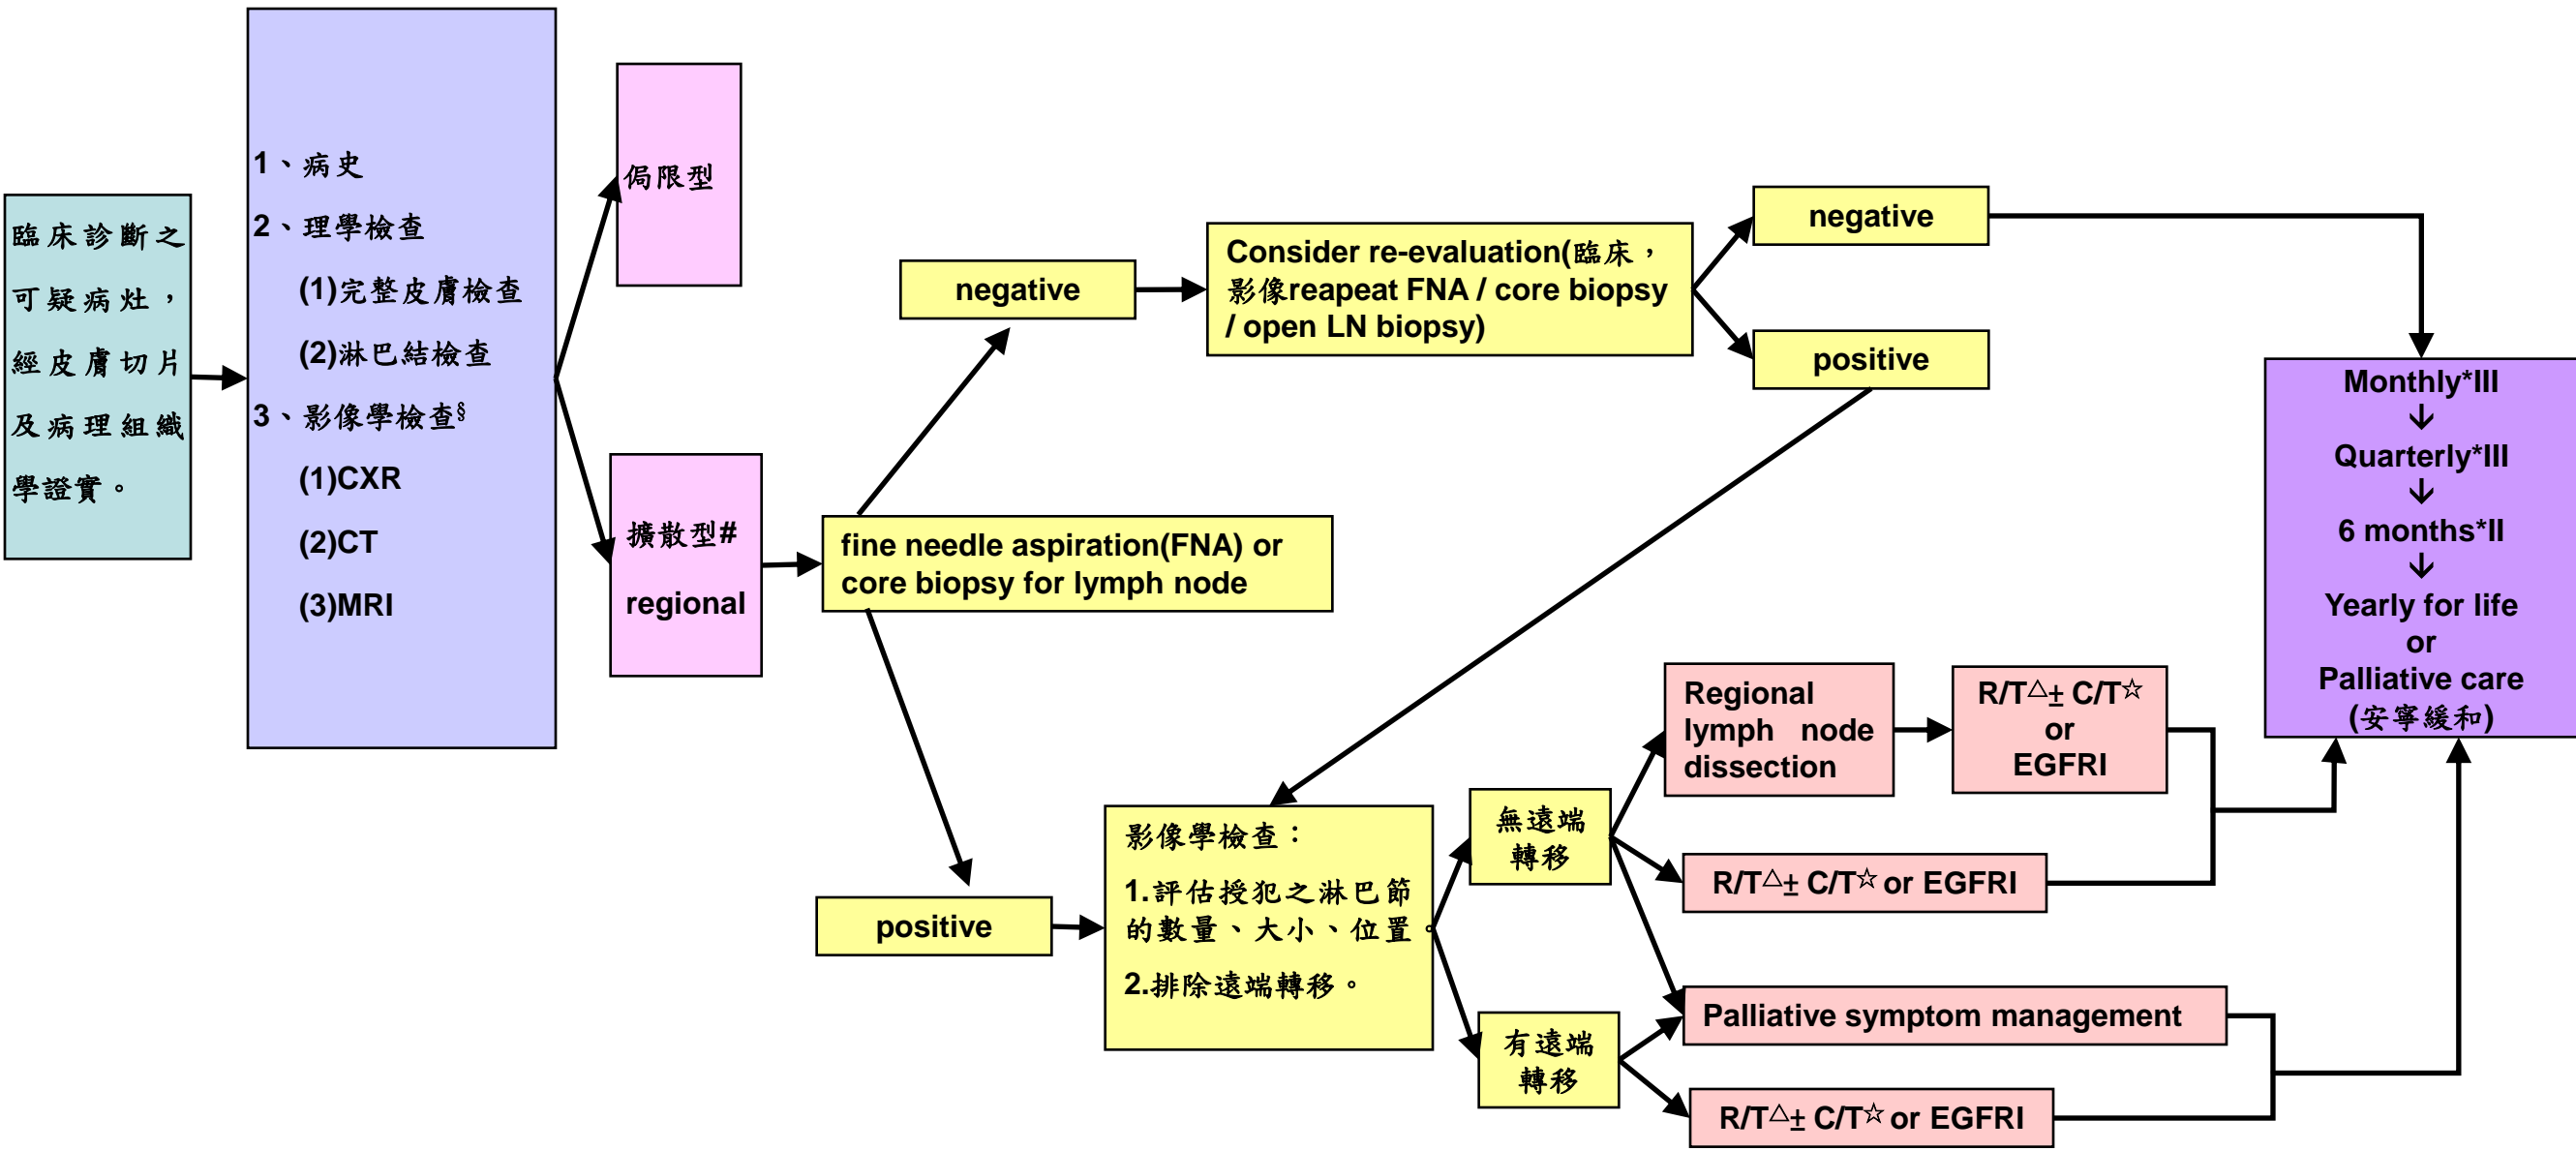 臨床診斷之
可疑病灶，
經皮膚切片
及病理組織
學證實。
1、病史
2、理學檢查
(1)完整皮膚檢查
(2)淋巴結檢查
3、影像學檢查§
(1)CXR
(2)CT
(3)MRI
侷限型
擴散型#
regional
fine needle aspiration(FNA) or
core biopsy for lymph node
negative
Consider re-evaluation(臨床，
影像reapeat FNA / core biopsy
/ open LN biopsy)
negative
positive
positive
影像學檢查：
1.評估授犯之淋巴節
的數量、大小、位置。
2.排除遠端轉移。
無遠端
轉移
有遠端
轉移
Regional
lymph node
dissection
R/T△± C/T☆
or
EGFRI
R/T△± C/T☆ or EGFRI
Palliative symptom management
R/T△± C/T☆ or EGFRI
Monthly*III
↓
Quarterly*III
↓
6 months*II
↓
Yearly for life
or
Palliative care
(安寧緩和)